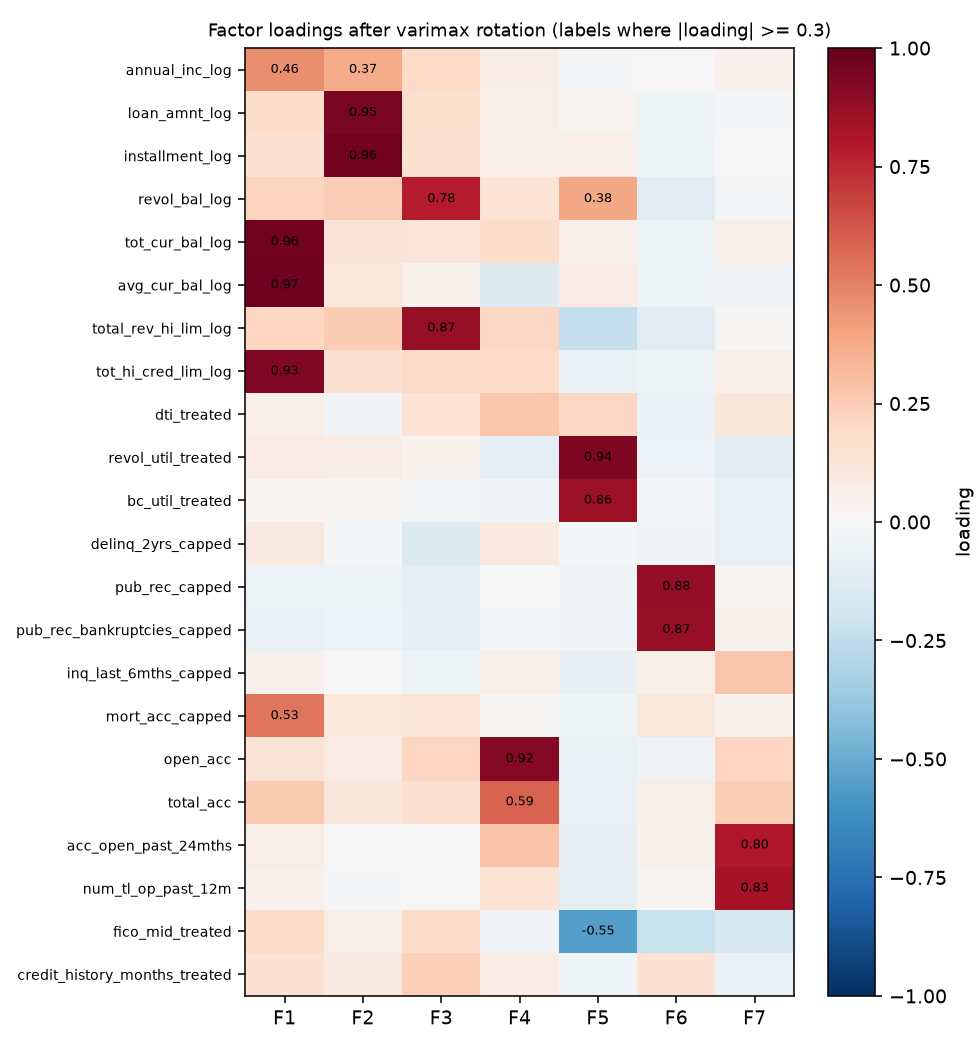 Factor loadings after varimax rotation (labels where |loading| >= 0.3)
annual_inc_log 0.46 0.37
loan_amnt_log 0.95
installment_log 0.96
revol_bal_log 0.78 0.38
tot_cur_bal_log 0.96
avg_cur_bal_log 0.97
total_rev_hi_lim_log 0.87
tot_hi_cred_lim_log 0.93
dti_treated
revol_util_treated 0.94
bc_util_treated 0.86
delinq_2yrs_capped
pub_rec_capped 0.88
pub_rec_bankruptcies_capped 0.87
inq_last_6mths_capped
mort_acc_capped 0.53
open_acc 0.92
total_acc 0.59
acc_open_past_24mths 0.80
num_tl_op_past_12m 0.83
fico_mid_treated -0.55
credit_history_months_treated
F1 F2 F3 F4 F5 F6 F7
1.00
0.75
0.50
0.25
0.00
−0.25
−0.50
−0.75
−1.00
loading